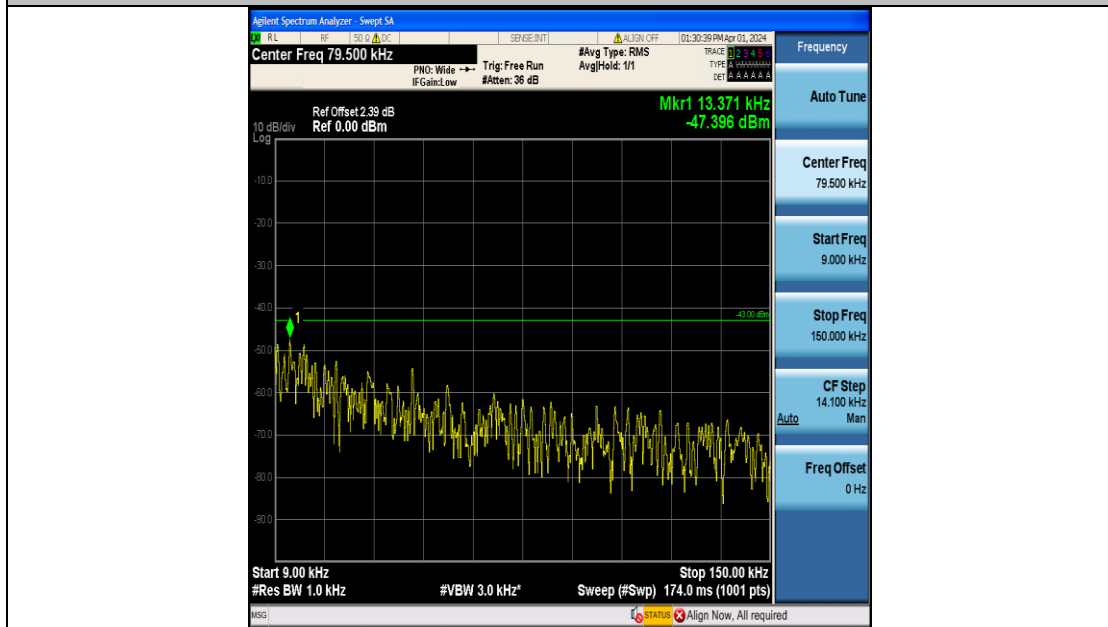 Agilent Spectrum Analyzer - Swept SA
RL RF 50 Ω DC SENSE:INT ALIGN OFF 01:30:39 PM Apr 01, 2024
Center Freq 79.500 kHz
PNO: Wide
IFGain:Low
Trig: Free Run
#Atten: 36 dB
#Avg Type: RMS
Avg|Hold: 1/1
TRACE 1 2 3 4 5 6
TYPE A
DET A A A A A A
Mkr1 13.371 kHz
-47.396 dBm
Ref Offset 2.39 dB
10 dB/div Ref 0.00 dBm
Log
-10.0
-20.0
-30.0
-40.0
1
-43.00 dBm
-50.0
-60.0
-70.0
-80.0
-90.0
Start 9.00 kHz Stop 150.00 kHz
#Res BW 1.0 kHz #VBW 3.0 kHz* Sweep (#Swp) 174.0 ms (1001 pts)
MSG STATUS Align Now, All required
Frequency
Auto Tune
Center Freq
79.500 kHz
Start Freq
9.000 kHz
Stop Freq
150.000 kHz
CF Step
14.100 kHz
Auto Man
Freq Offset
0 Hz